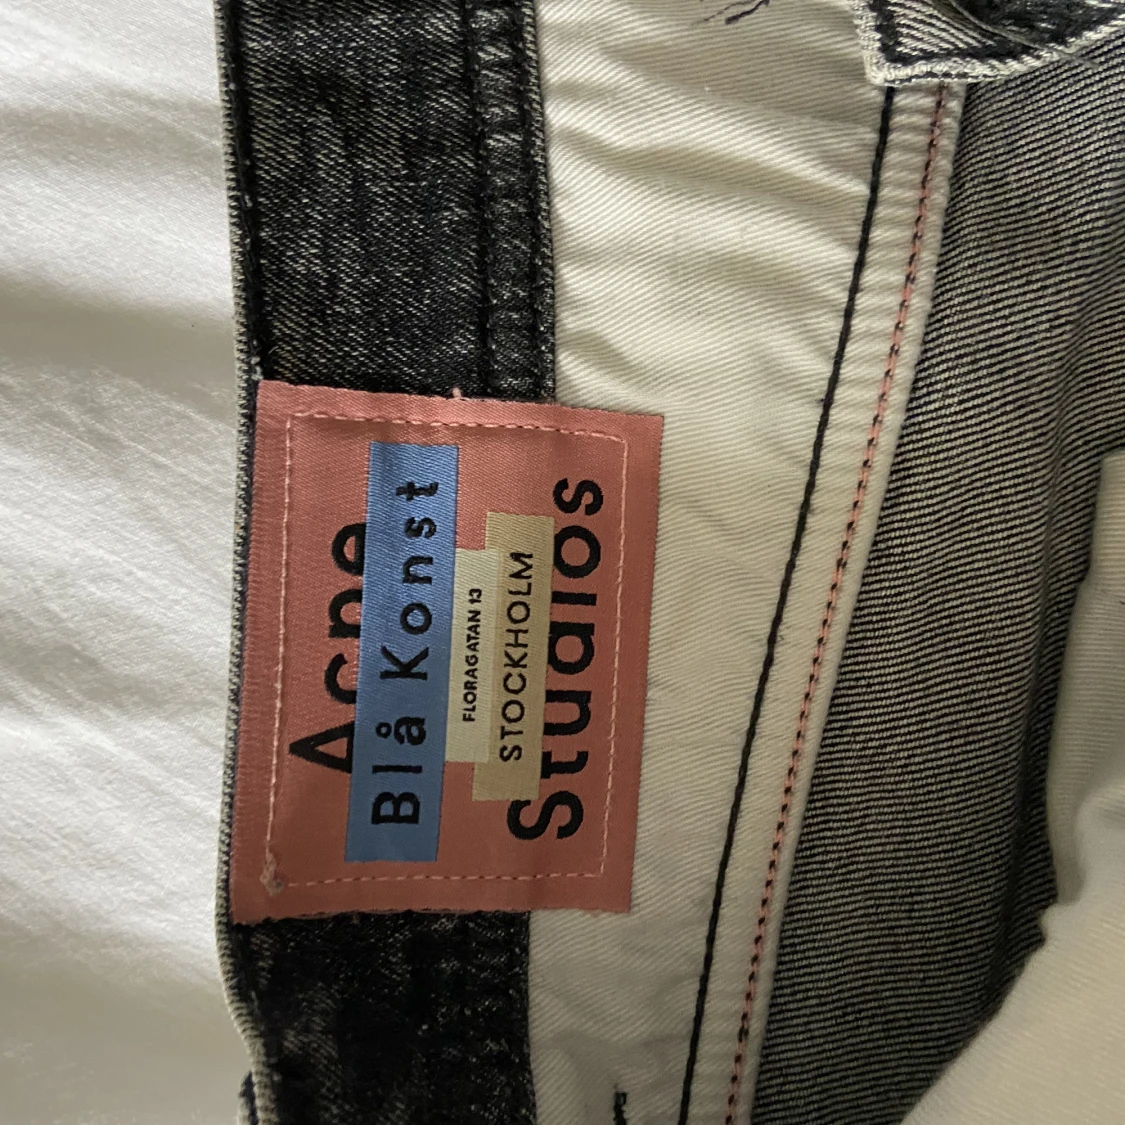 Acne
Blå Konst
FLORAGATAN 13
STOCKHOLM
Studios